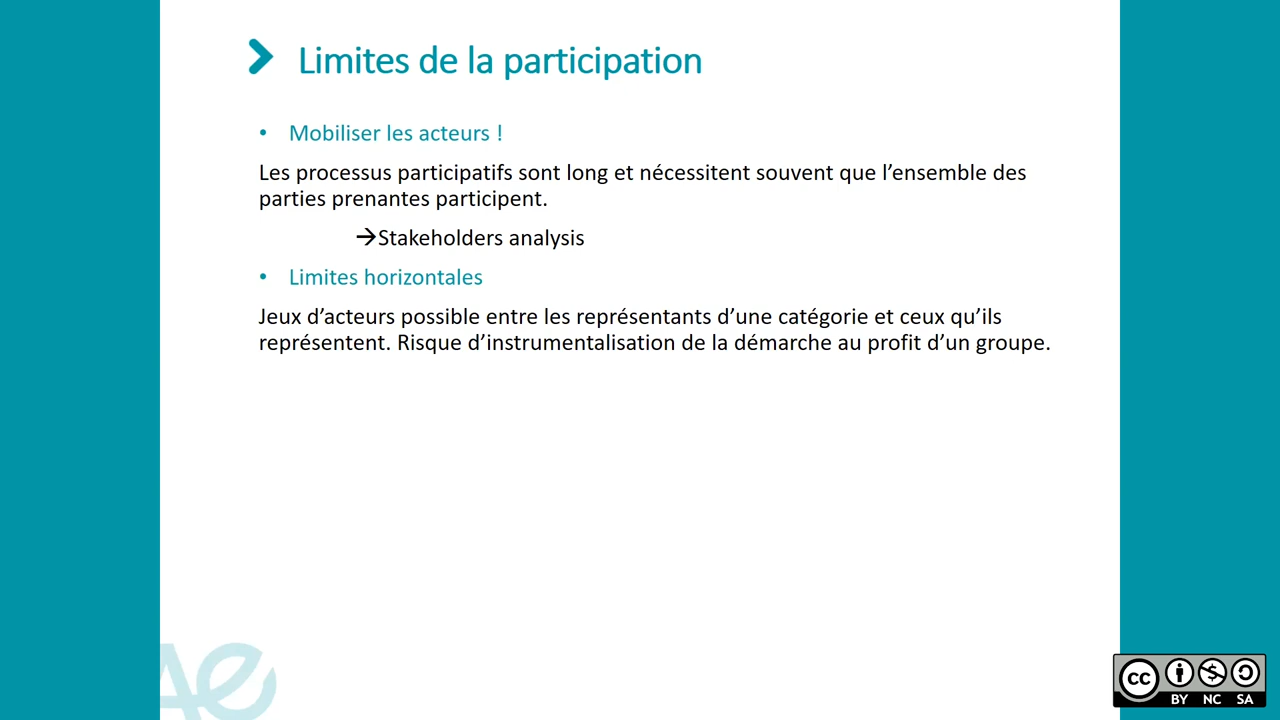 Limites de la participation
• Mobiliser les acteurs !
Les processus participatifs sont long et nécessitent souvent que l’ensemble des
parties prenantes participent.
→Stakeholders analysis
• Limites horizontales
Jeux d’acteurs possible entre les représentants d’une catégorie et ceux qu’ils
représentent. Risque d’instrumentalisation de la démarche au profit d’un groupe.
Ae
cc
BY NC SA